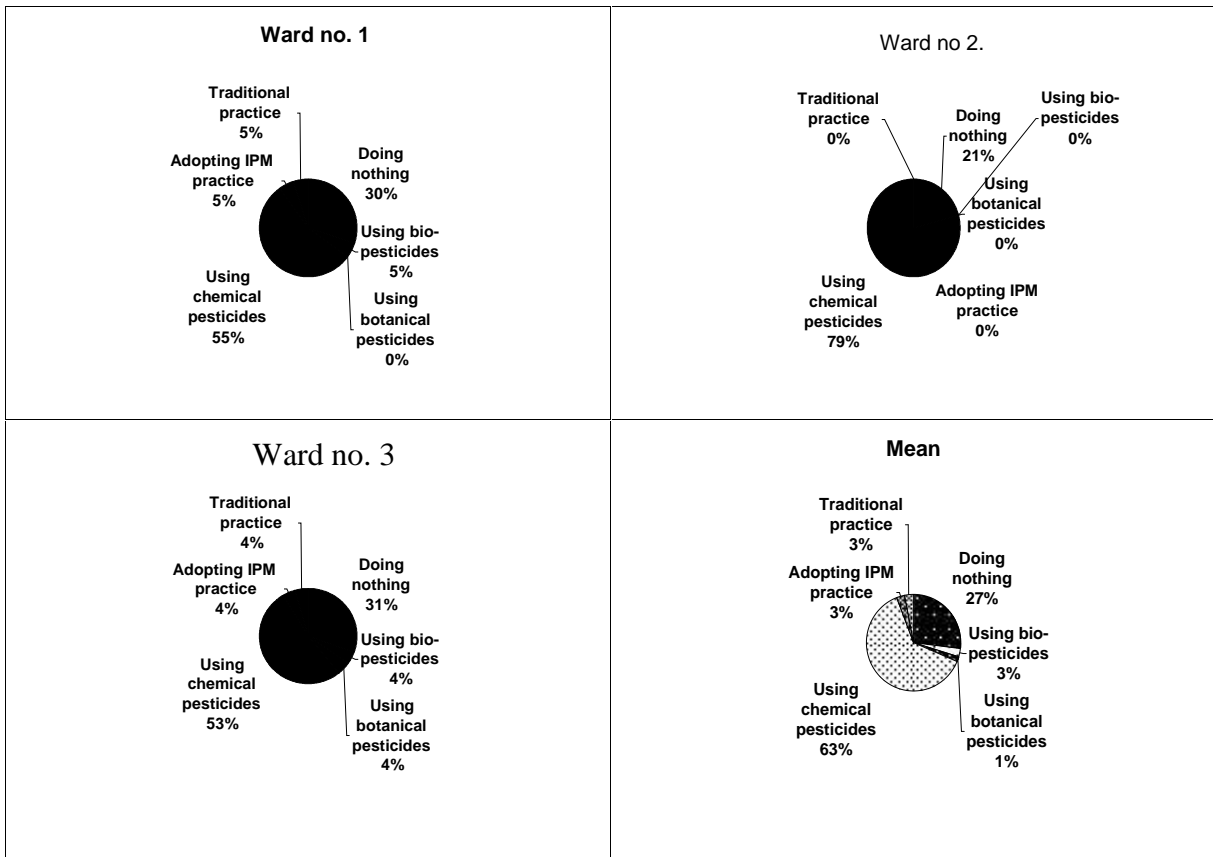 Ward no. 1
Traditional
practice
5%
Adopting IPM
practice
5%
Doing
nothing
30%
Using bio-
pesticides
5%
Using
botanical
pesticides
0%
Using
chemical
pesticides
55%
Ward no 2.
Traditional
practice
0%
Doing
nothing
21%
Using bio-
pesticides
0%
Using
botanical
pesticides
0%
Adopting IPM
practice
0%
Using
chemical
pesticides
79%
Ward no. 3
Traditional
practice
4%
Adopting IPM
practice
4%
Doing
nothing
31%
Using bio-
pesticides
4%
Using
botanical
pesticides
4%
Using
chemical
pesticides
53%
Mean
Traditional
practice
3%
Adopting IPM
practice
3%
Doing
nothing
27%
Using bio-
pesticides
3%
Using
botanical
pesticides
1%
Using
chemical
pesticides
63%